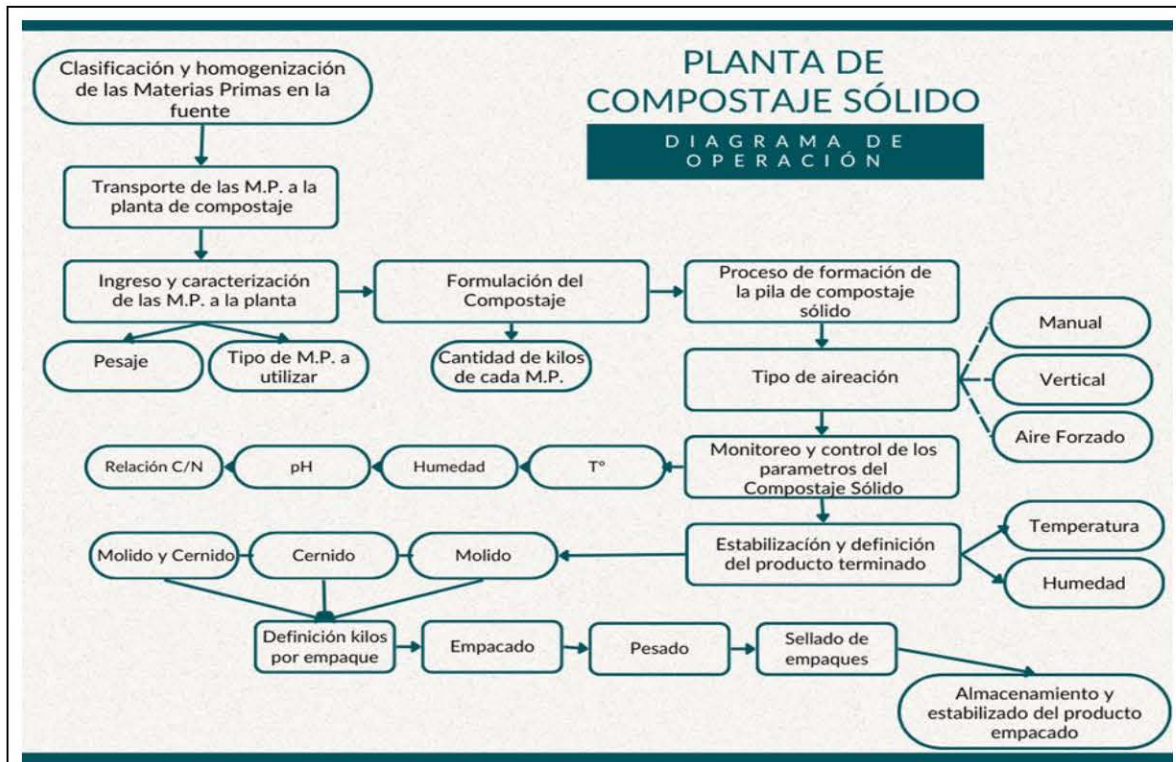 PLANTA DE
COMPOSTAJE SÓLIDO
DIAGRAMA DE
OPERACIÓN
Clasificación y homogenización
de las Materias Primas en la
fuente
Transporte de las M.P. a la
planta de compostaje
Ingreso y caracterización
de las M.P. a la planta
Formulación del
Compostaje
Proceso de formación de
la pila de compostaje
sólido
Pesaje
Tipo de M.P. a
utilizar
Cantidad de kilos
de cada M.P.
Tipo de aireación
Manual
Vertical
Aire Forzado
Monitoreo y control de los
parametros del
Compostaje Sólido
T°
Humedad
pH
Relación C/N
Estabilizacíón y definición
del producto terminado
Temperatura
Humedad
Molido y Cernido
Cernido
Molido
Definición kilos
por empaque
Empacado
Pesado
Sellado de
empaques
Almacenamiento y
estabilizado del producto
empacado